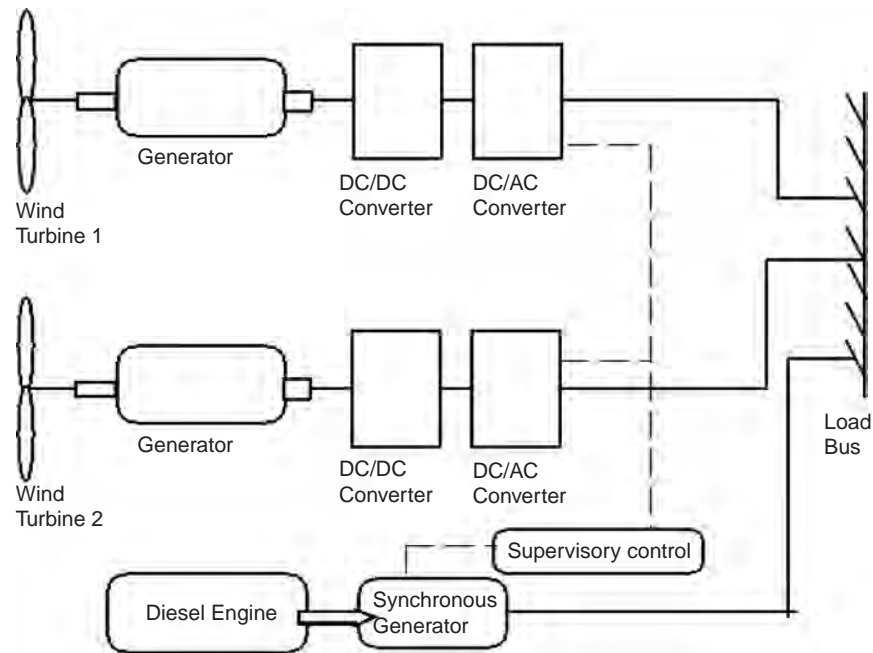 Generator
DC/DC
Converter
DC/AC
Converter
Wind
Turbine 1
Generator
DC/DC
Converter
DC/AC
Converter
Load
Bus
Wind
Turbine 2
Supervisory control
Diesel Engine
Synchronous
Generator